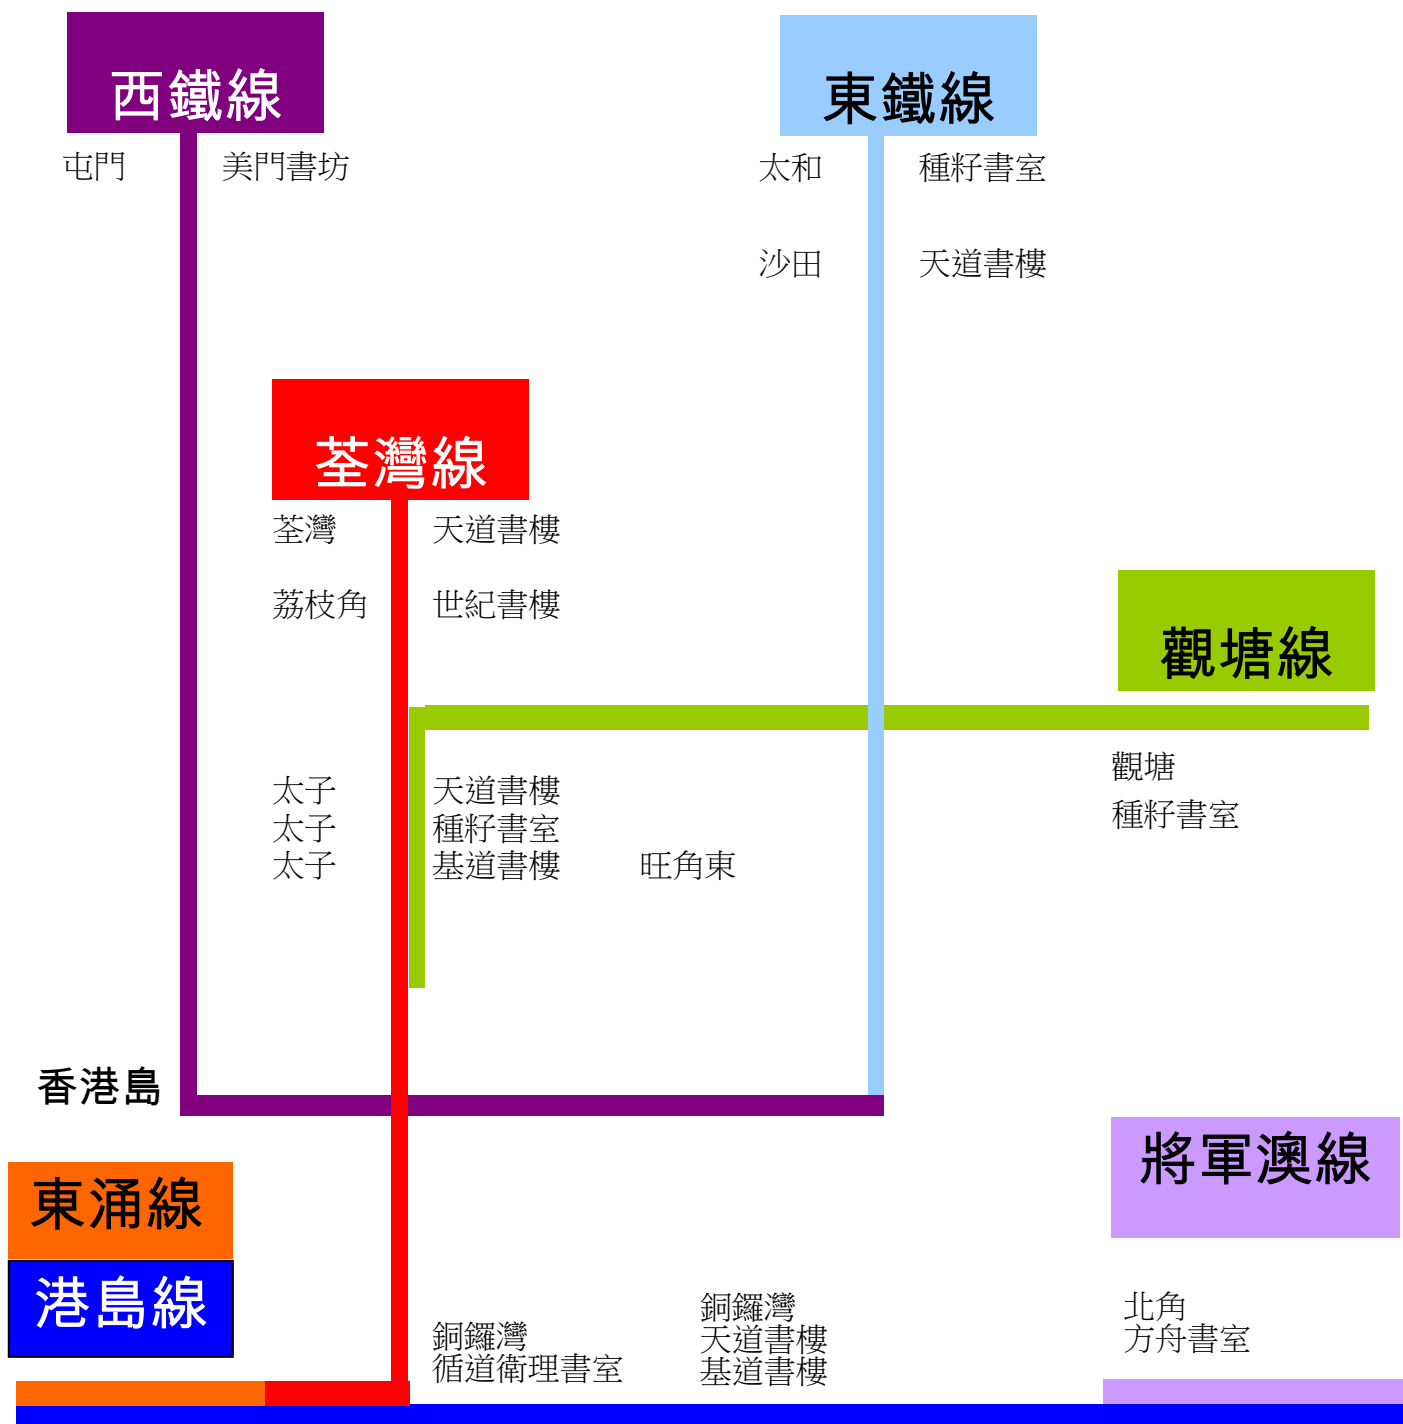 西鐵線
東鐵線
屯門
美門書坊
太和
種籽書室
沙田
天道書樓
荃灣線
荃灣
天道書樓
荔枝角
世紀書樓
觀塘線
觀塘
種籽書室
太子
天道書樓
太子
種籽書室
太子
基道書樓
旺角東
香港島
將軍澳線
東涌線
港島線
銅鑼灣
循道衛理書室
銅鑼灣
天道書樓
基道書樓
北角
方舟書室